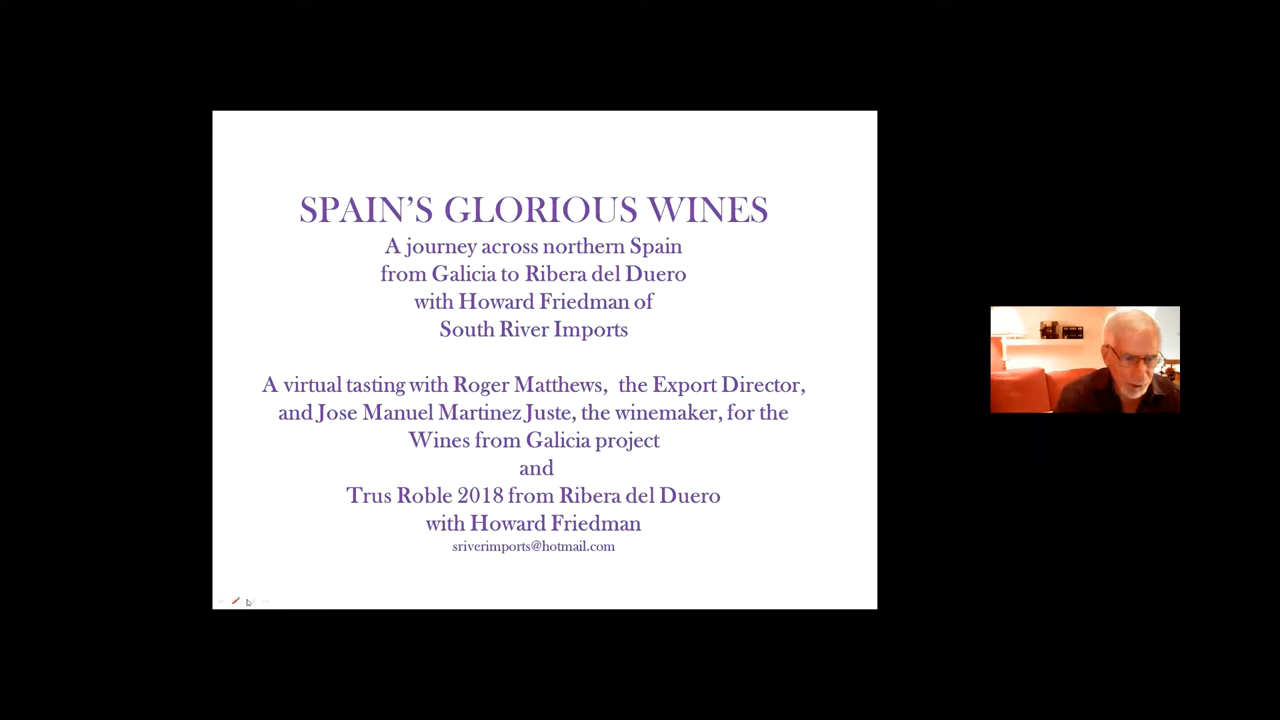 SPAIN’S GLORIOUS WINES
A journey across northern Spain
from Galicia to Ribera del Duero
with Howard Friedman of
South River Imports
A virtual tasting with Roger Matthews,  the Export Director,
and Jose Manuel Martinez Juste, the winemaker, for the
Wines from Galicia project
and
Trus Roble 2018 from Ribera del Duero
with Howard Friedman
sriverimports@hotmail.com